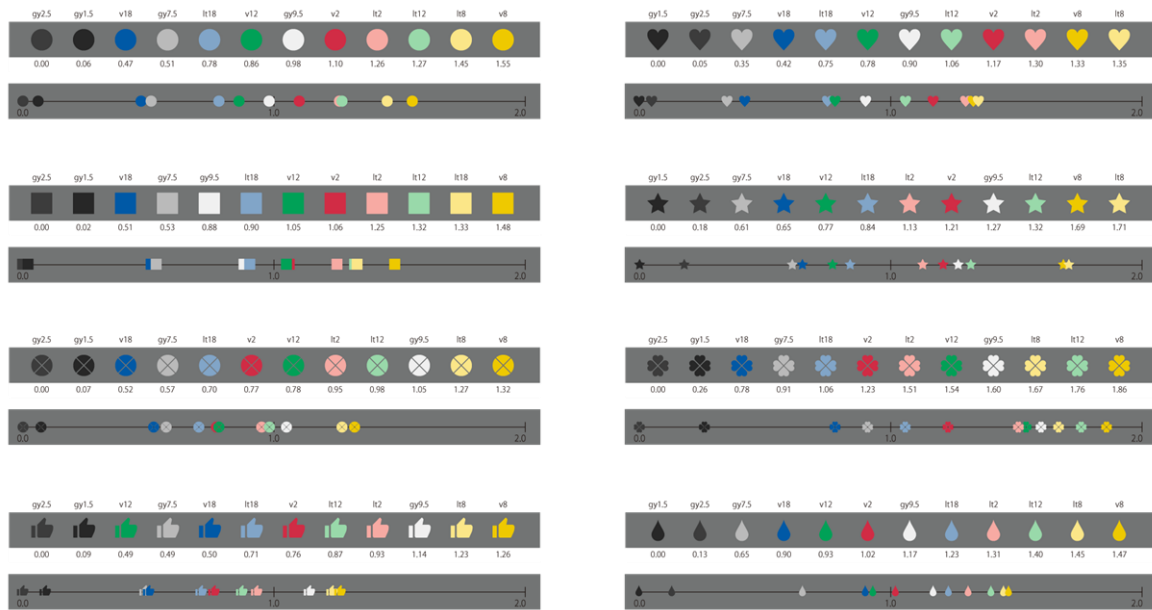 gy2.5 gy1.5 v18 gy7.5 lt18 v12 gy9.5 v2 lt2 lt12 lt8 v8
0.00 0.06 0.47 0.51 0.78 0.86 0.98 1.10 1.26 1.27 1.45 1.55
0.0 1.0 2.0
gy1.5 gy2.5 gy7.5 v18 lt18 v12 gy9.5 lt12 v2 lt2 v8 lt8
0.00 0.05 0.35 0.42 0.75 0.78 0.90 1.06 1.17 1.30 1.33 1.35
0.0 1.0 2.0
gy2.5 gy1.5 v18 gy7.5 gy9.5 lt18 v12 v2 lt2 lt12 lt8 v8
0.00 0.02 0.51 0.53 0.88 0.90 1.05 1.06 1.25 1.32 1.33 1.48
0.0 1.0 2.0
gy1.5 gy2.5 gy7.5 v18 v12 lt18 lt2 v2 gy9.5 lt12 v8 lt8
0.00 0.18 0.61 0.65 0.77 0.84 1.13 1.21 1.27 1.32 1.69 1.71
0.0 1.0 2.0
gy2.5 gy1.5 v18 gy7.5 lt18 v2 v12 lt2 lt12 gy9.5 lt8 v8
0.00 0.07 0.52 0.57 0.70 0.77 0.78 0.95 0.98 1.05 1.27 1.32
0.0 1.0 2.0
gy2.5 gy1.5 v18 gy7.5 lt18 v2 lt2 v12 gy9.5 lt8 lt12 v8
0.00 0.26 0.78 0.91 1.06 1.23 1.51 1.54 1.60 1.67 1.76 1.86
0.0 1.0 2.0
gy2.5 gy1.5 v12 gy7.5 v18 lt18 v2 lt12 lt2 gy9.5 lt8 v8
0.00 0.09 0.49 0.49 0.50 0.71 0.76 0.87 0.93 1.14 1.23 1.26
0.0 1.0 2.0
gy1.5 gy2.5 gy7.5 v18 v12 v2 gy9.5 lt18 lt2 lt12 lt8 v8
0.00 0.13 0.65 0.90 0.93 1.02 1.17 1.23 1.31 1.40 1.45 1.47
0.0 1.0 2.0